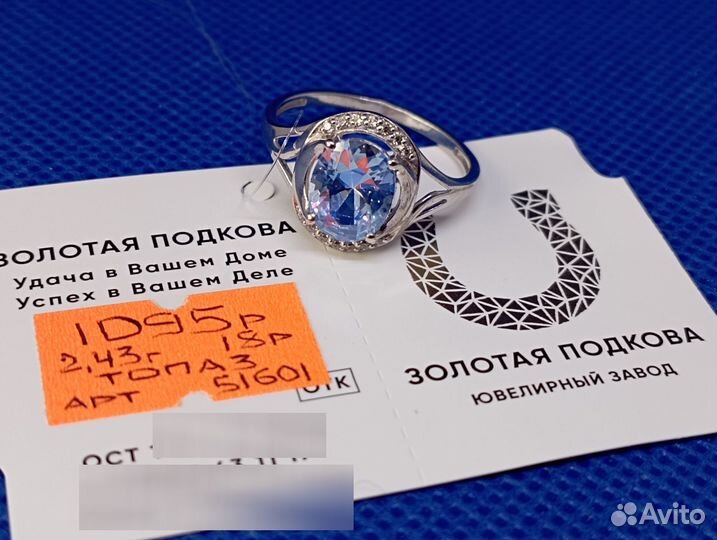 ЗОЛОТАЯ ПОДКОВА
Удача в Вашем Доме
Успех в Вашем Деле
1095р
2,43г 18р
ТОПАЗ
АРТ 51601
ОТК
ОСТ
ЗОЛОТАЯ ПОДКОВА
ЮВЕЛИРНЫЙ ЗАВОД
Avito